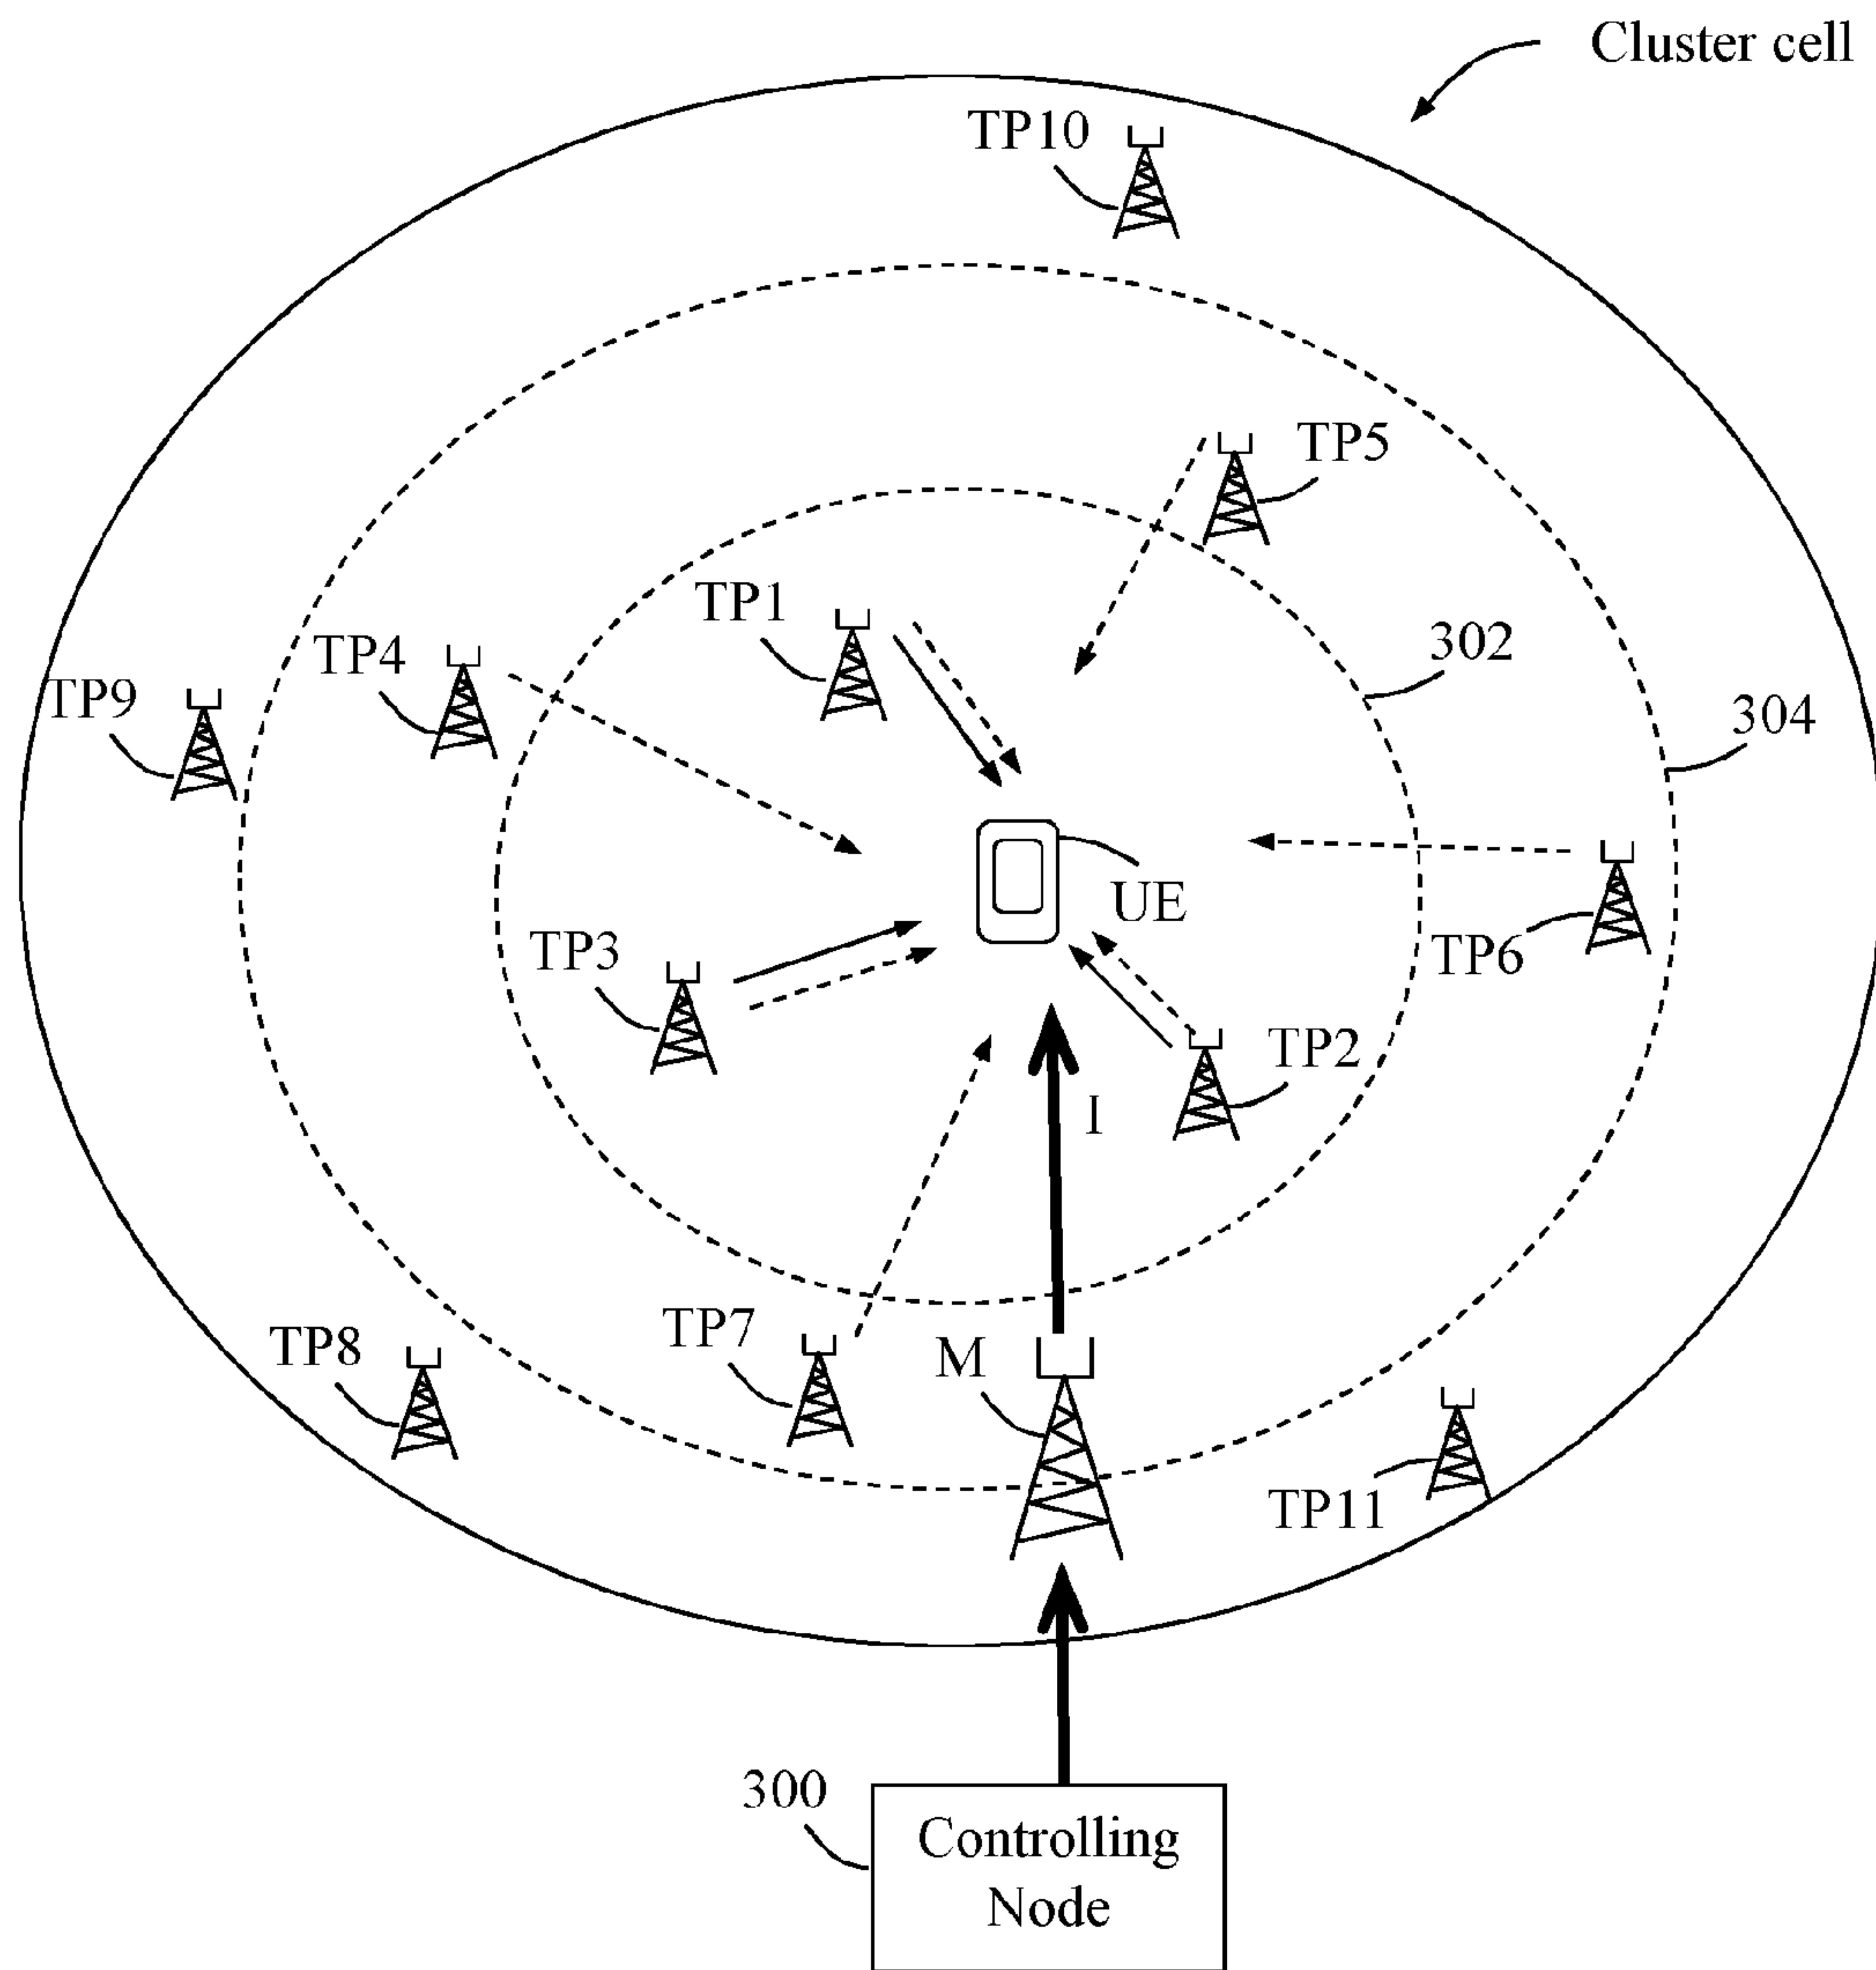 Cluster cell
TP10
TP5
TP1
302
TP4
TP9
304
UE
TP3
TP6
TP2
I
TP7
M
TP8
TP11
300
Controlling
Node